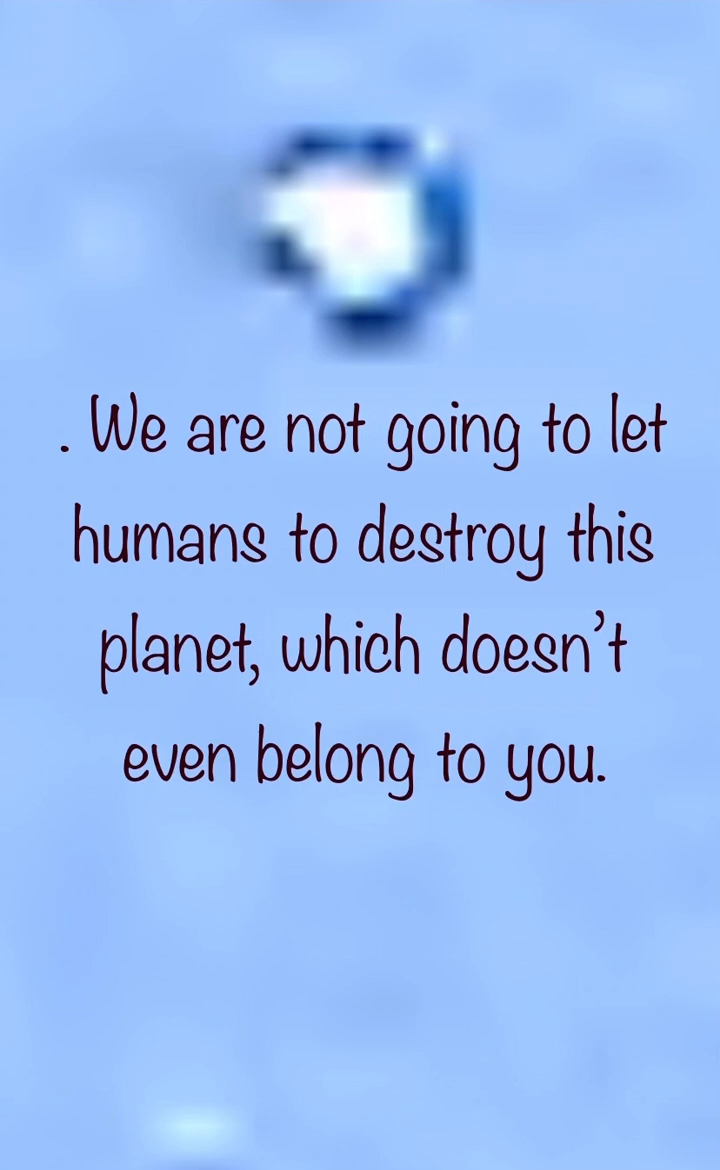 . We are not going to let
humans to destroy this
planet, which doesn’t
even belong to you.